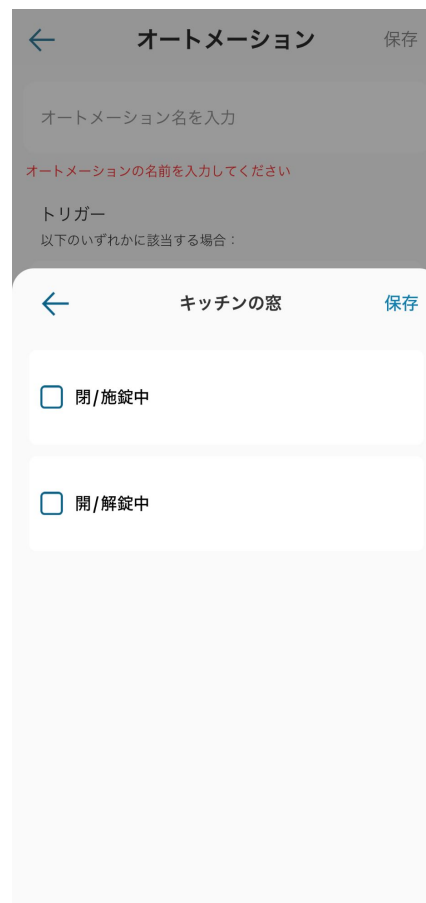 オートメーション 保存
オートメーション名を入力
オートメーションの名前を入力してください
トリガー
以下のいずれかに該当する場合：
キッチンの窓 保存
閉/施錠中
開/解錠中